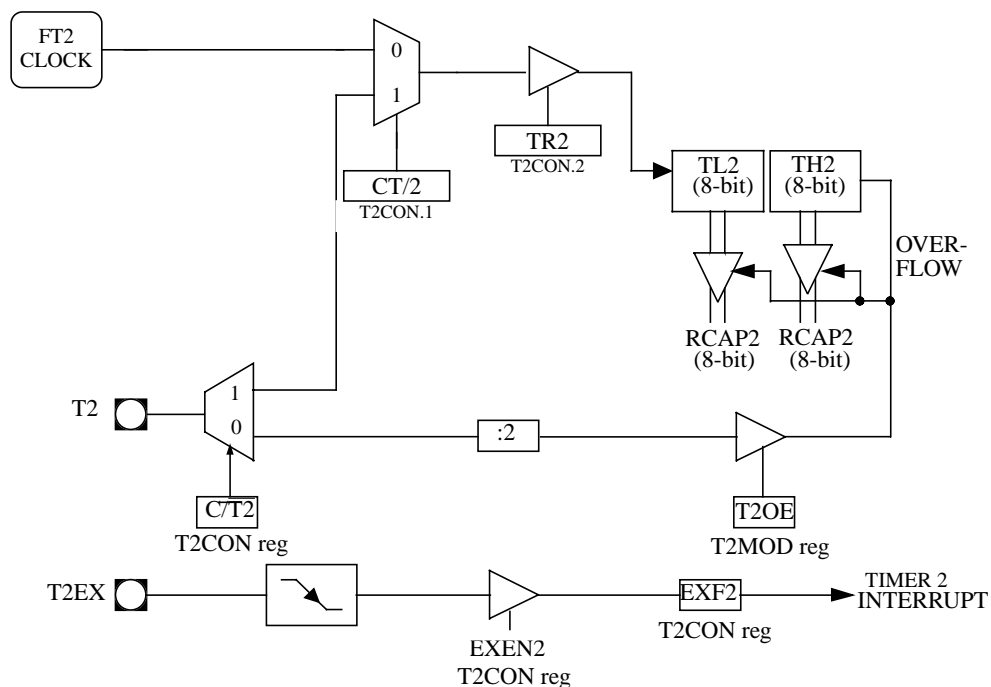 FT2
CLOCK
0
1
TR2
T2CON.2
CT/2
T2CON.1
TL2
(8-bit)
TH2
(8-bit)
OVER-
FLOW
RCAP2
(8-bit)
RCAP2
(8-bit)
T2
1
0
:2
C/T2
T2CON reg
T2OE
T2MOD reg
T2EX
EXEN2
T2CON reg
EXF2
T2CON reg
TIMER 2
INTERRUPT